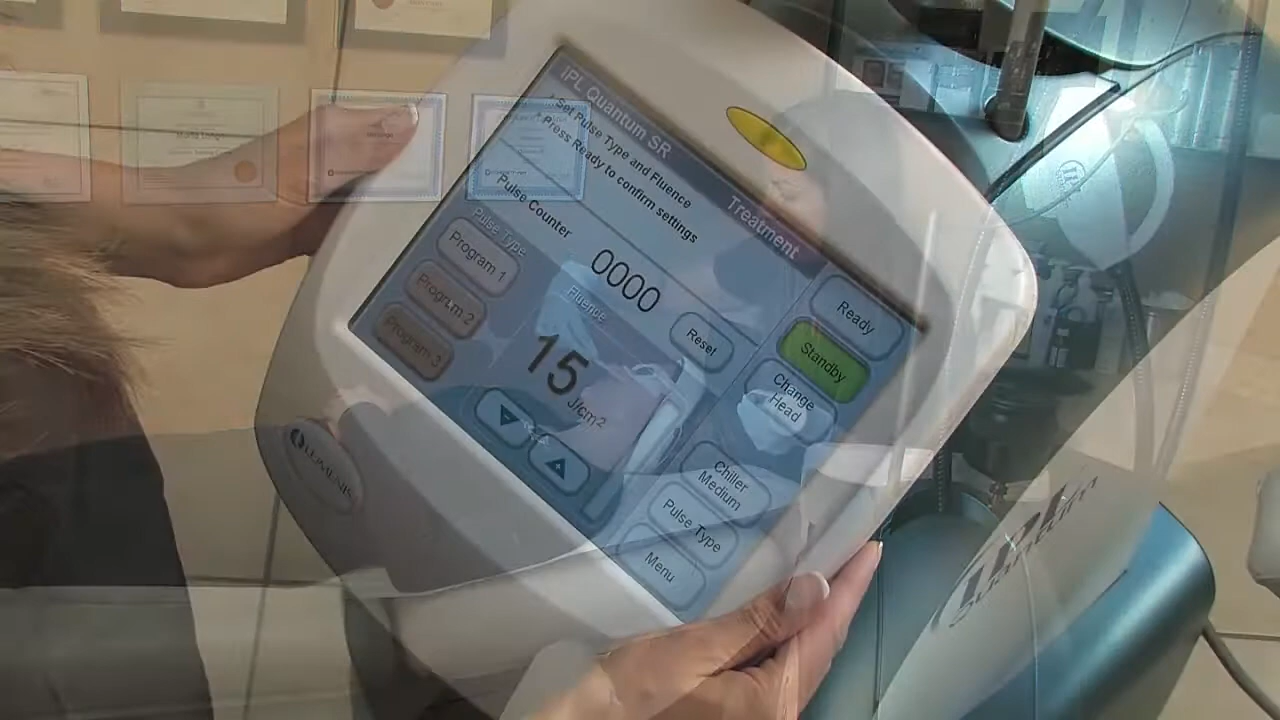 IPL Quantum SR
Treatment
Set Pulse Type and Fluence
Press Ready to confirm settings
Pulse Counter
0000
Reset
Pulse Type
Program 1
Program 2
Program 3
Fluence
15 J/cm²
Ready
Standby
Change
Head
Chiller
Medium
Pulse Type
Menu
LUMENIS
IPL
Quantum